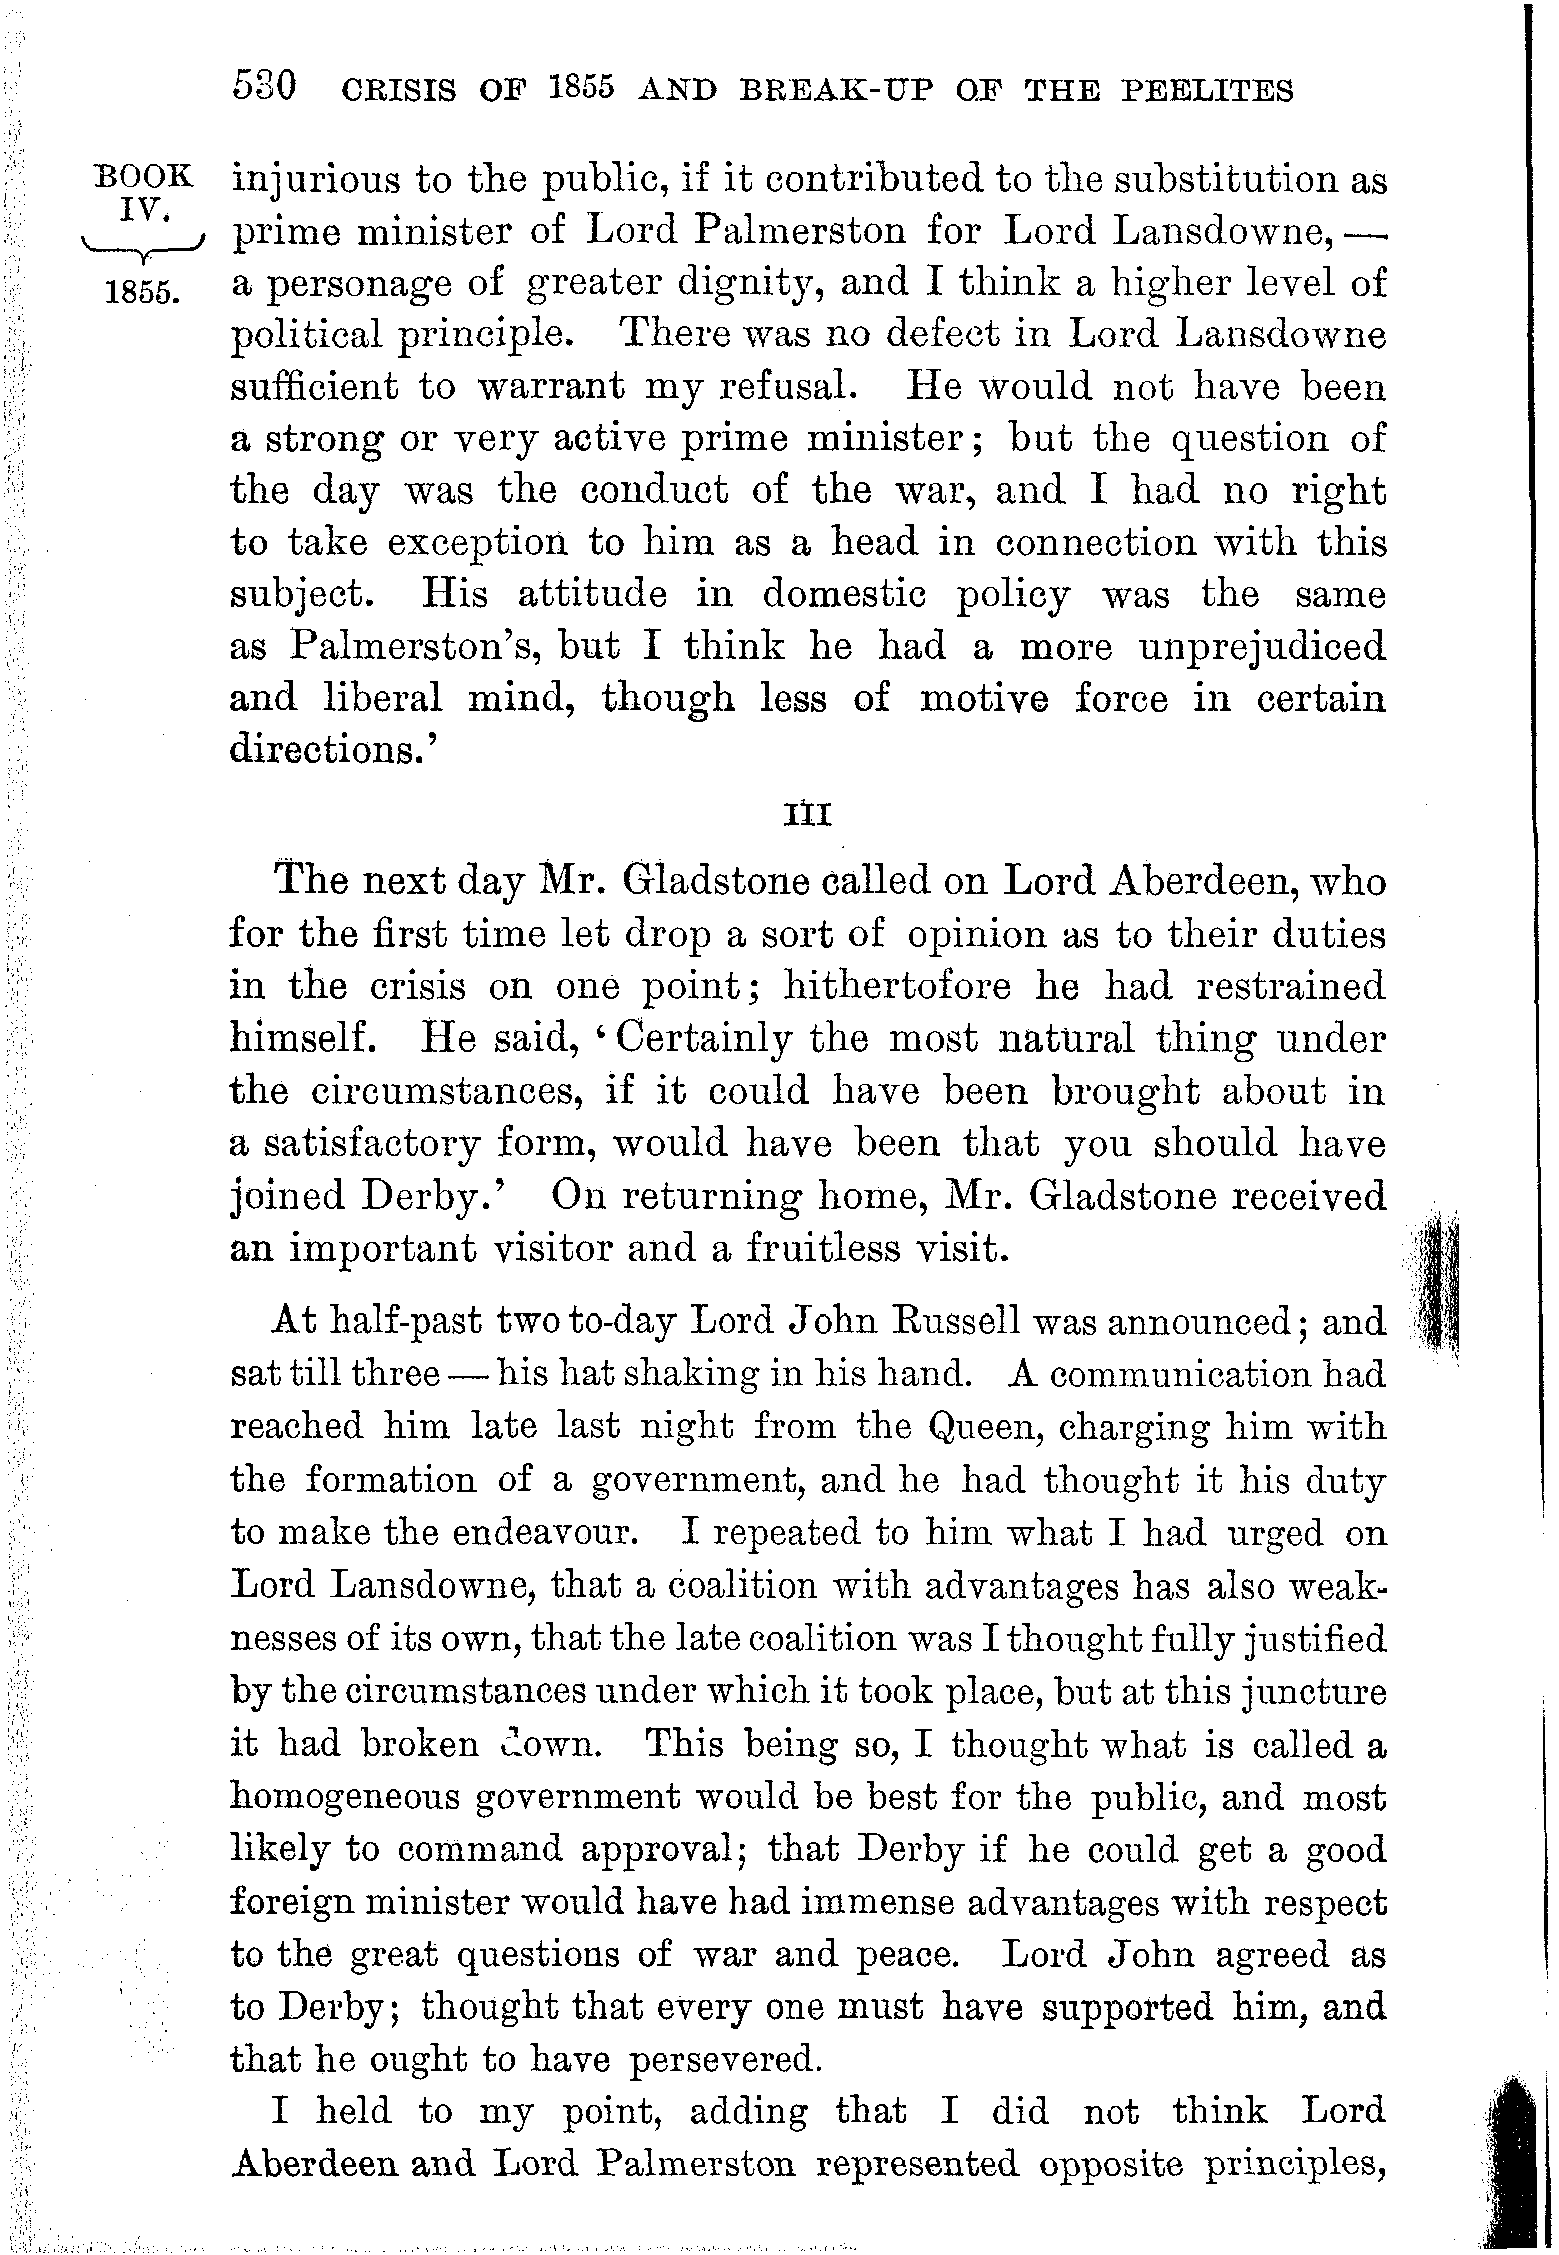 530 CRISIS OF 1855 AND BREAK-UP OF THE PEELITES
BOOK
IV.
1855.
injurious to the public, if it contributed to the substitution as
prime minister of Lord Palmerston for Lord Lansdowne, —
a personage of greater dignity, and I think a higher level of
political principle. There was no defect in Lord Lansdowne
sufficient to warrant my refusal. He would not have been
a strong or very active prime minister; but the question of
the day was the conduct of the war, and I had no right
to take exception to him as a head in connection with this
subject. His attitude in domestic policy was the same
as Palmerston's, but I think he had a more unprejudiced
and liberal mind, though less of motive force in certain
directions.'
III
The next day Mr. Gladstone called on Lord Aberdeen, who
for the first time let drop a sort of opinion as to their duties
in the crisis on one point; hithertofore he had restrained
himself. He said, 'Certainly the most natural thing under
the circumstances, if it could have been brought about in
a satisfactory form, would have been that you should have
joined Derby.' On returning home, Mr. Gladstone received
an important visitor and a fruitless visit.
At half-past two to-day Lord John Russell was announced; and
sat till three — his hat shaking in his hand. A communication had
reached him late last night from the Queen, charging him with
the formation of a government, and he had thought it his duty
to make the endeavour. I repeated to him what I had urged on
Lord Lansdowne, that a coalition with advantages has also weak-
nesses of its own, that the late coalition was I thought fully justified
by the circumstances under which it took place, but at this juncture
it had broken down. This being so, I thought what is called a
homogeneous government would be best for the public, and most
likely to command approval; that Derby if he could get a good
foreign minister would have had immense advantages with respect
to the great questions of war and peace. Lord John agreed as
to Derby; thought that every one must have supported him, and
that he ought to have persevered.
I held to my point, adding that I did not think Lord
Aberdeen and Lord Palmerston represented opposite principles,